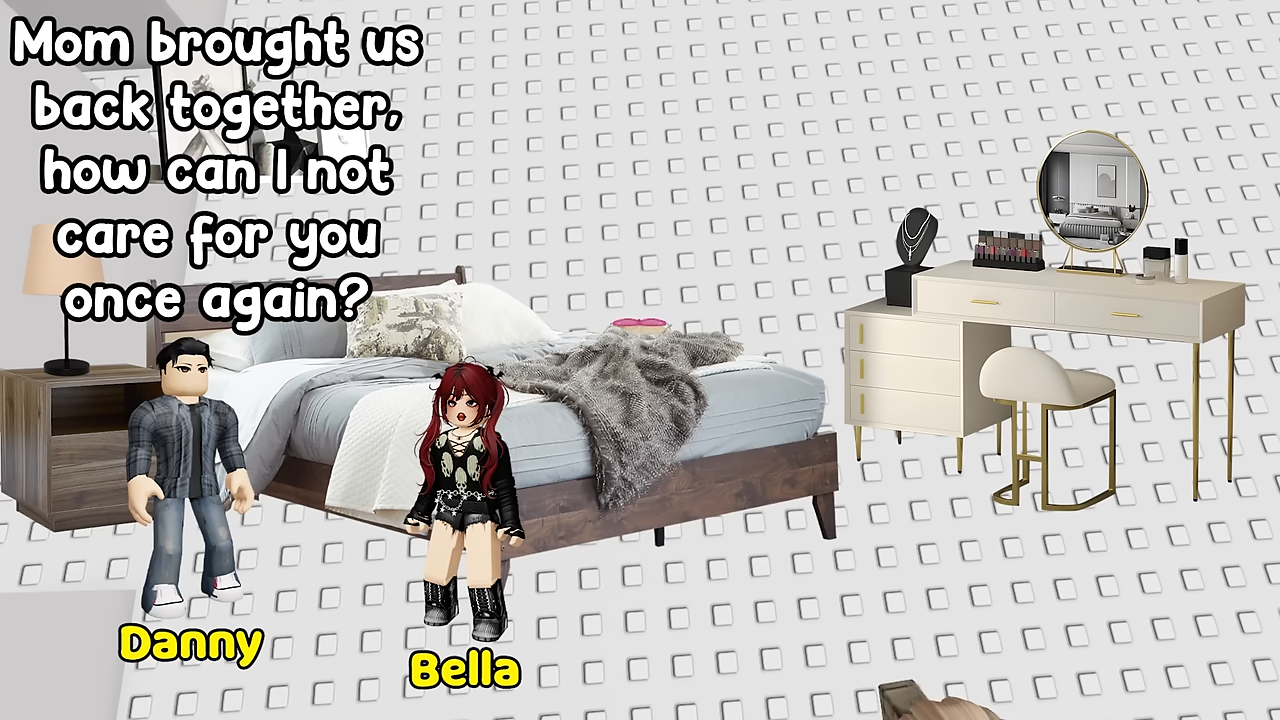 Mom brought us
back together,
how can I not
care for you
once again?
Danny
Bella